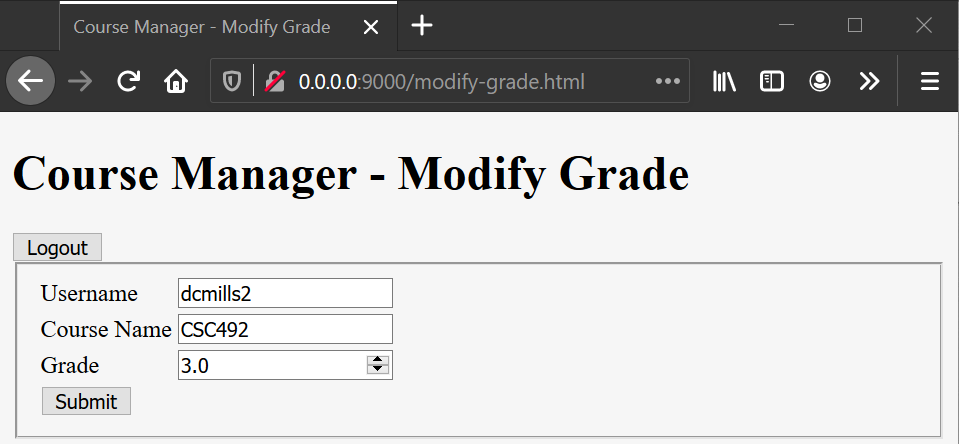 Course Manager - Modify Grade
0.0.0.0:9000/modify-grade.html
Course Manager - Modify Grade
Logout
Username dcmills2
Course Name CSC492
Grade 3.0
Submit